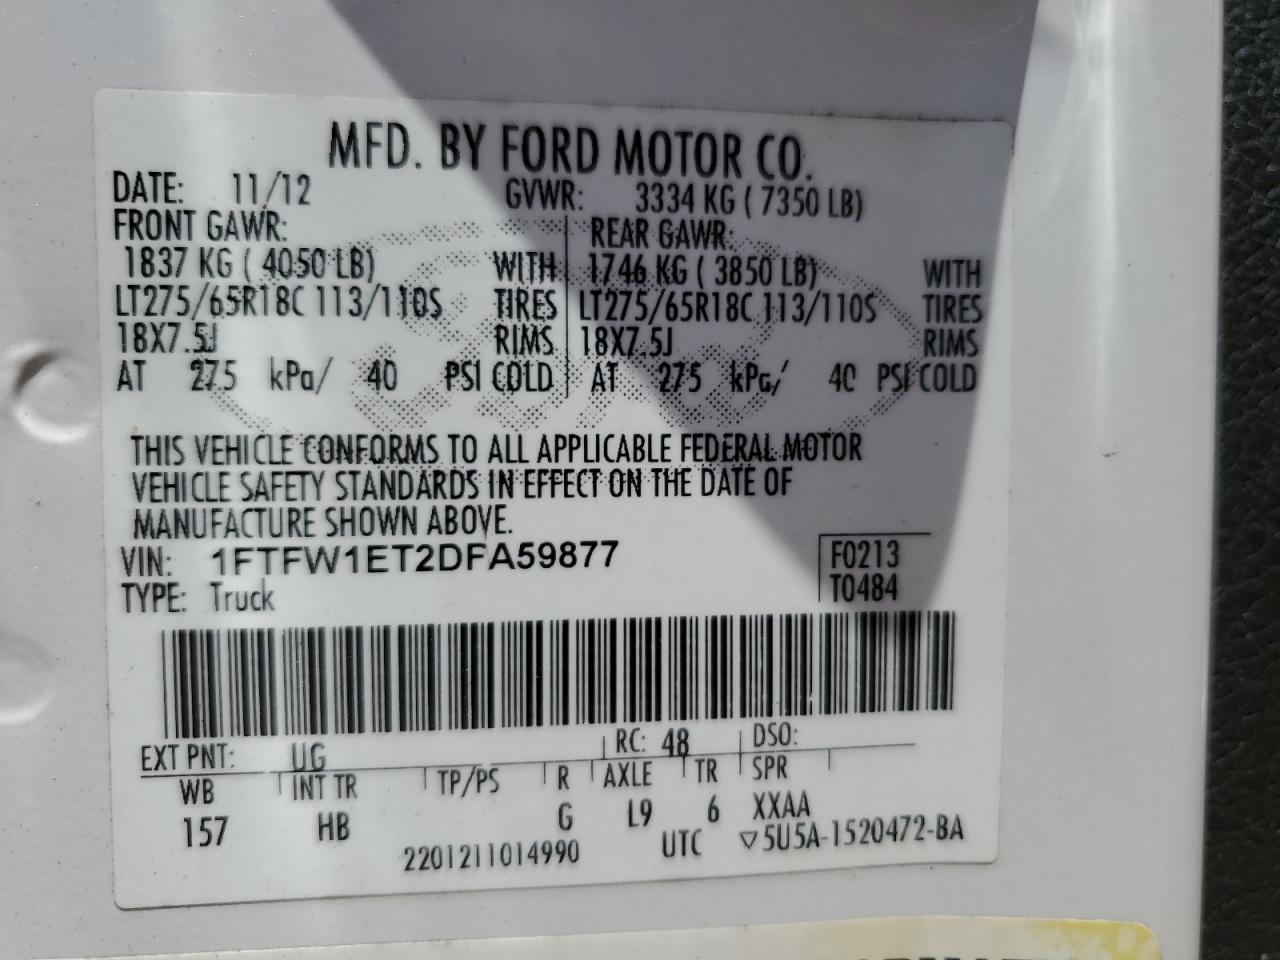 MFD. BY FORD MOTOR CO.
DATE: 11/12 GVWR: 3334 KG ( 7350 LB)
FRONT GAWR: REAR GAWR:
1837 KG ( 4050 LB) WITH 1746 KG ( 3850 LB) WITH
LT275/65R18C 113/110S TIRES LT275/65R18C 113/110S TIRES
18X7.5J RIMS 18X7.5J RIMS
AT 275 kPa/ 40 PSI COLD AT 275 kPa/ 40 PSI COLD
THIS VEHICLE CONFORMS TO ALL APPLICABLE FEDERAL MOTOR
VEHICLE SAFETY STANDARDS IN EFFECT ON THE DATE OF
MANUFACTURE SHOWN ABOVE.
VIN: 1FTFW1ET2DFA59877 F0213
TYPE: Truck T0484
EXT PNT: UG RC: 48 DSO:
WB INT TR TP/PS R AXLE TR SPR
157 HB G L9 6 XXAA
2201211014990 UTC ▽5U5A-1520472-BA